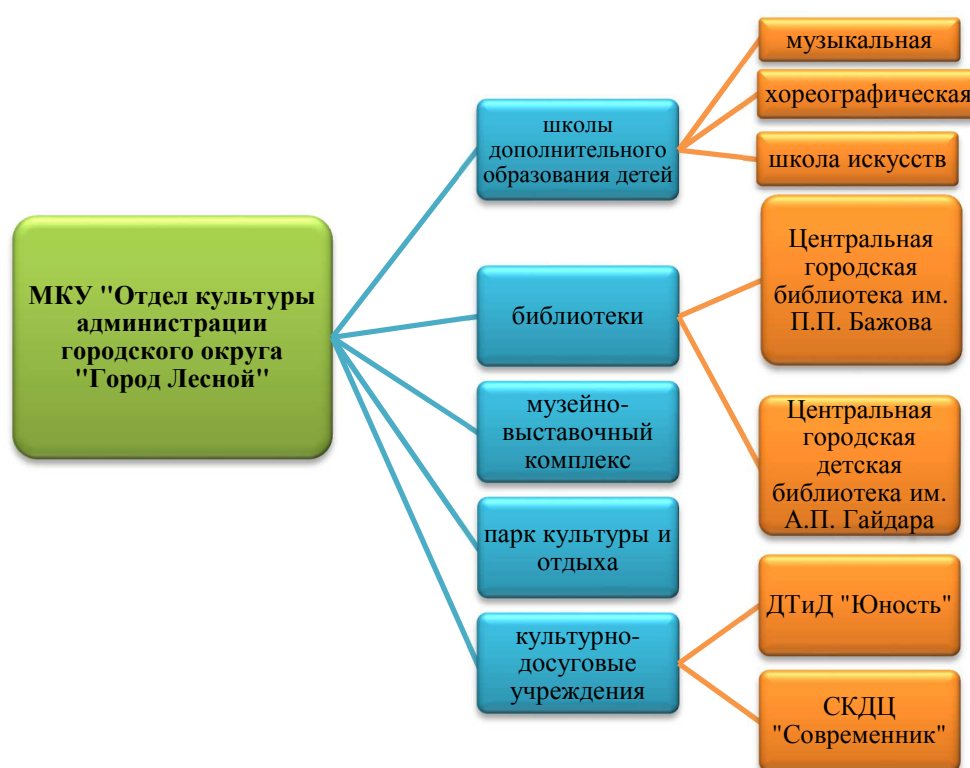 МКУ "Отдел культуры
администрации
городского округа
"Город Лесной"
школы
дополнительного
образования детей
музыкальная
хореографическая
школа искусств
библиотеки
Центральная
городская
библиотека им.
П.П. Бажова
Центральная
городская
детская
библиотека им.
А.П. Гайдара
музейно-
выставочный
комплекс
парк культуры и
отдыха
культурно-
досуговые
учреждения
ДТиД "Юность"
СКДЦ
"Современник"